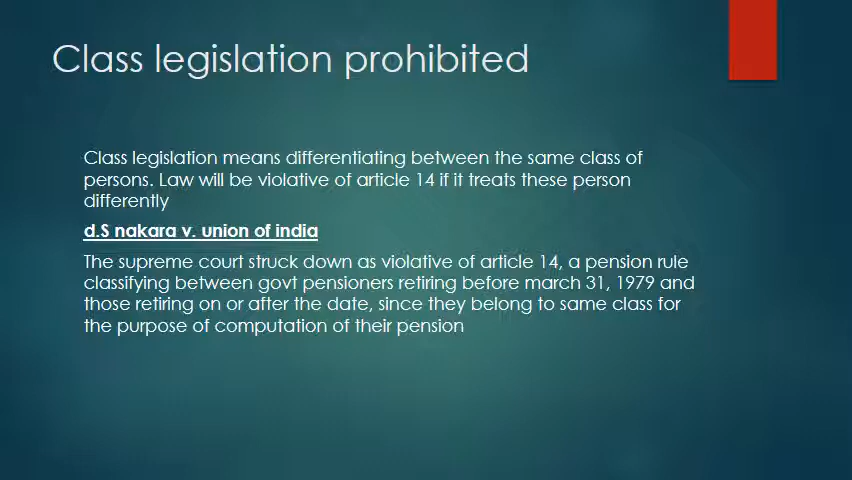 Class legislation prohibited
Class legislation means differentiating between the same class of
persons. Law will be violative of article 14 if it treats these person
differently
d.S nakara v. union of india
The supreme court struck down as violative of article 14, a pension rule
classifying between govt pensioners retiring before march 31, 1979 and
those retiring on or after the date, since they belong to same class for
the purpose of computation of their pension